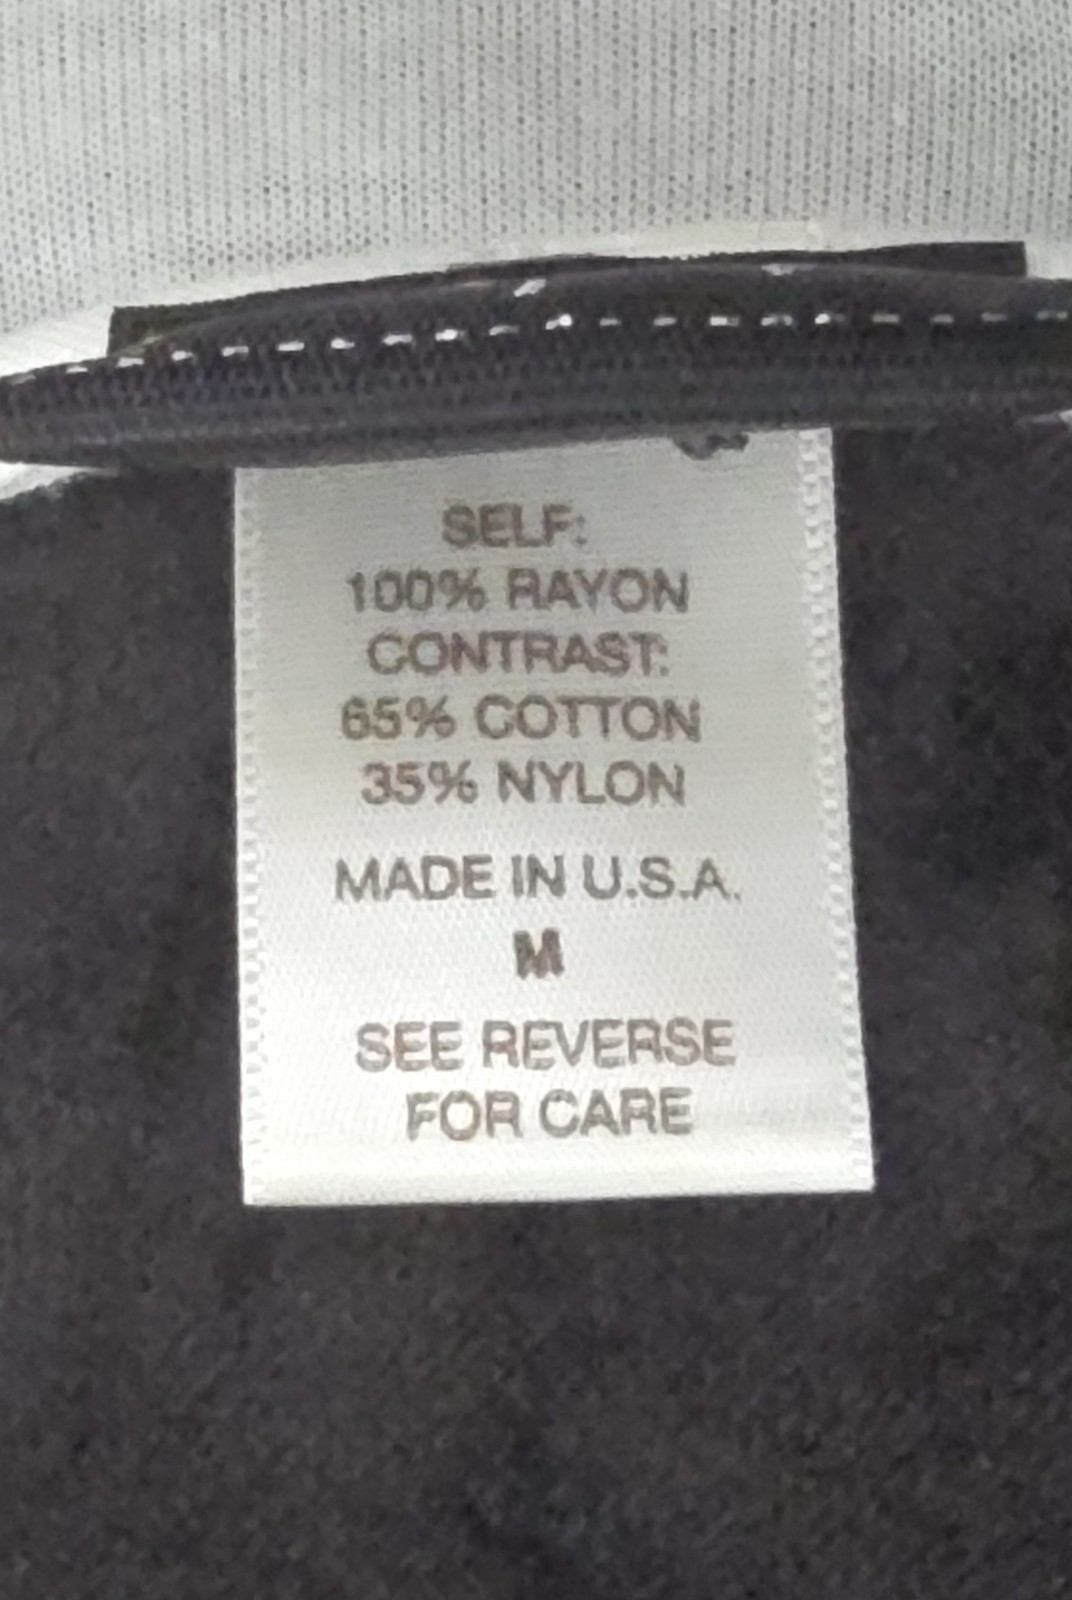 SELF:
100% RAYON
CONTRAST:
65% COTTON
35% NYLON
MADE IN U.S.A.
M
SEE REVERSE
FOR CARE